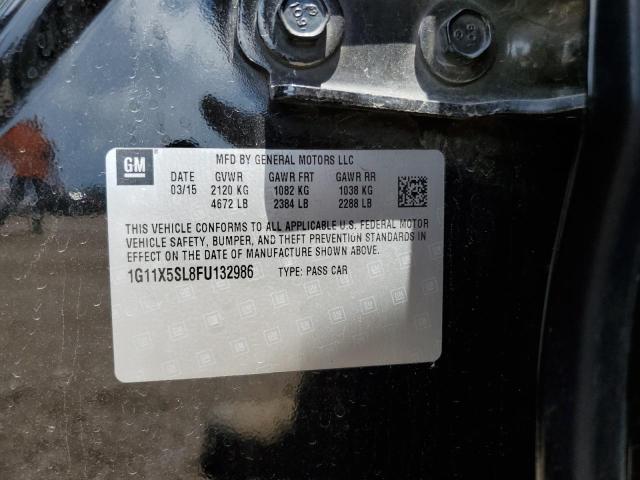 GM
MFD BY GENERAL MOTORS LLC
DATE GVWR GAWR FRT GAWR RR
03/15 2120 KG 1082 KG 1038 KG
4672 LB 2384 LB 2288 LB
THIS VEHICLE CONFORMS TO ALL APPLICABLE U.S. FEDERAL MOTOR
VEHICLE SAFETY, BUMPER, AND THEFT PREVENTION STANDARDS IN
EFFECT ON THE DATE OF MANUFACTURE SHOWN ABOVE.
1G11X5SL8FU132986 TYPE: PASS CAR